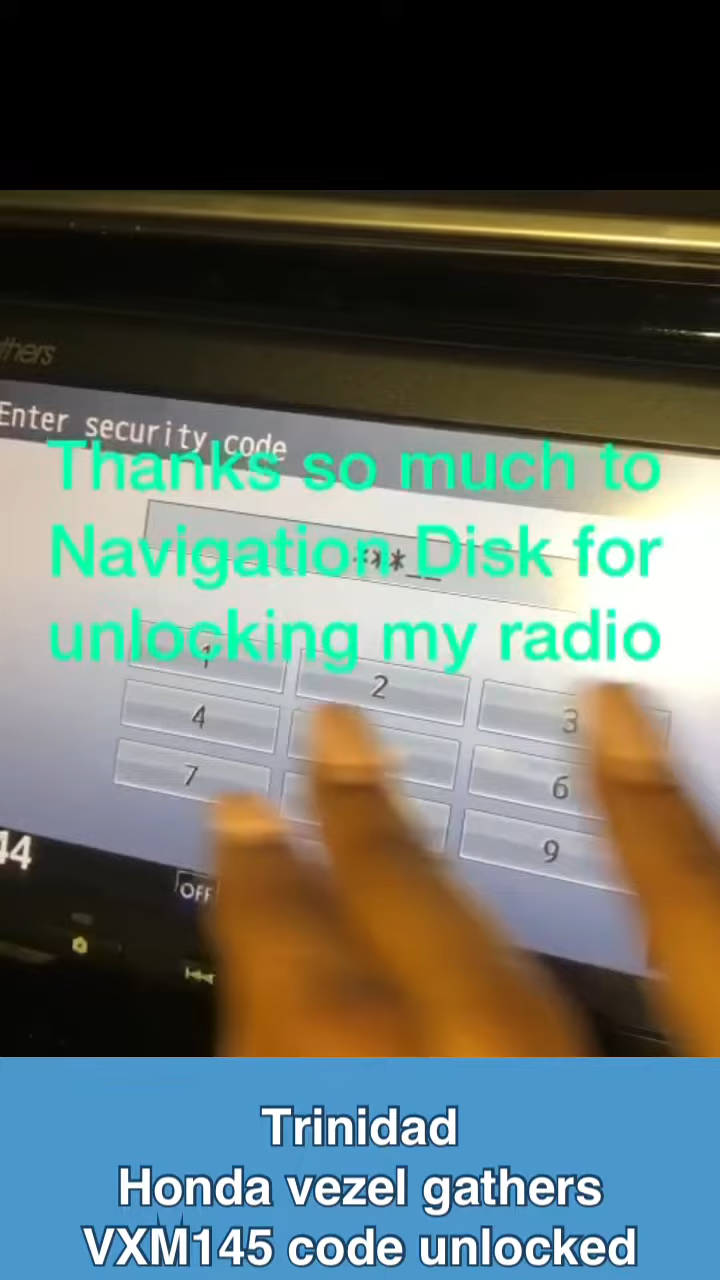 thers
Enter security code
Thanks so much to
Navigation Disk for
unlocking my radio
**__
1
2
3
4
6
7
9
44
OFF
Trinidad
Honda vezel gathers
VXM145 code unlocked